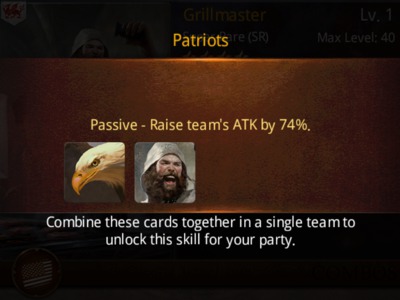 Grillmaster
Lv. 1
Patriots
Max Level: 40
Passive - Raise team's ATK by 74%.
Combine these cards together in a single team to
unlock this skill for your party.